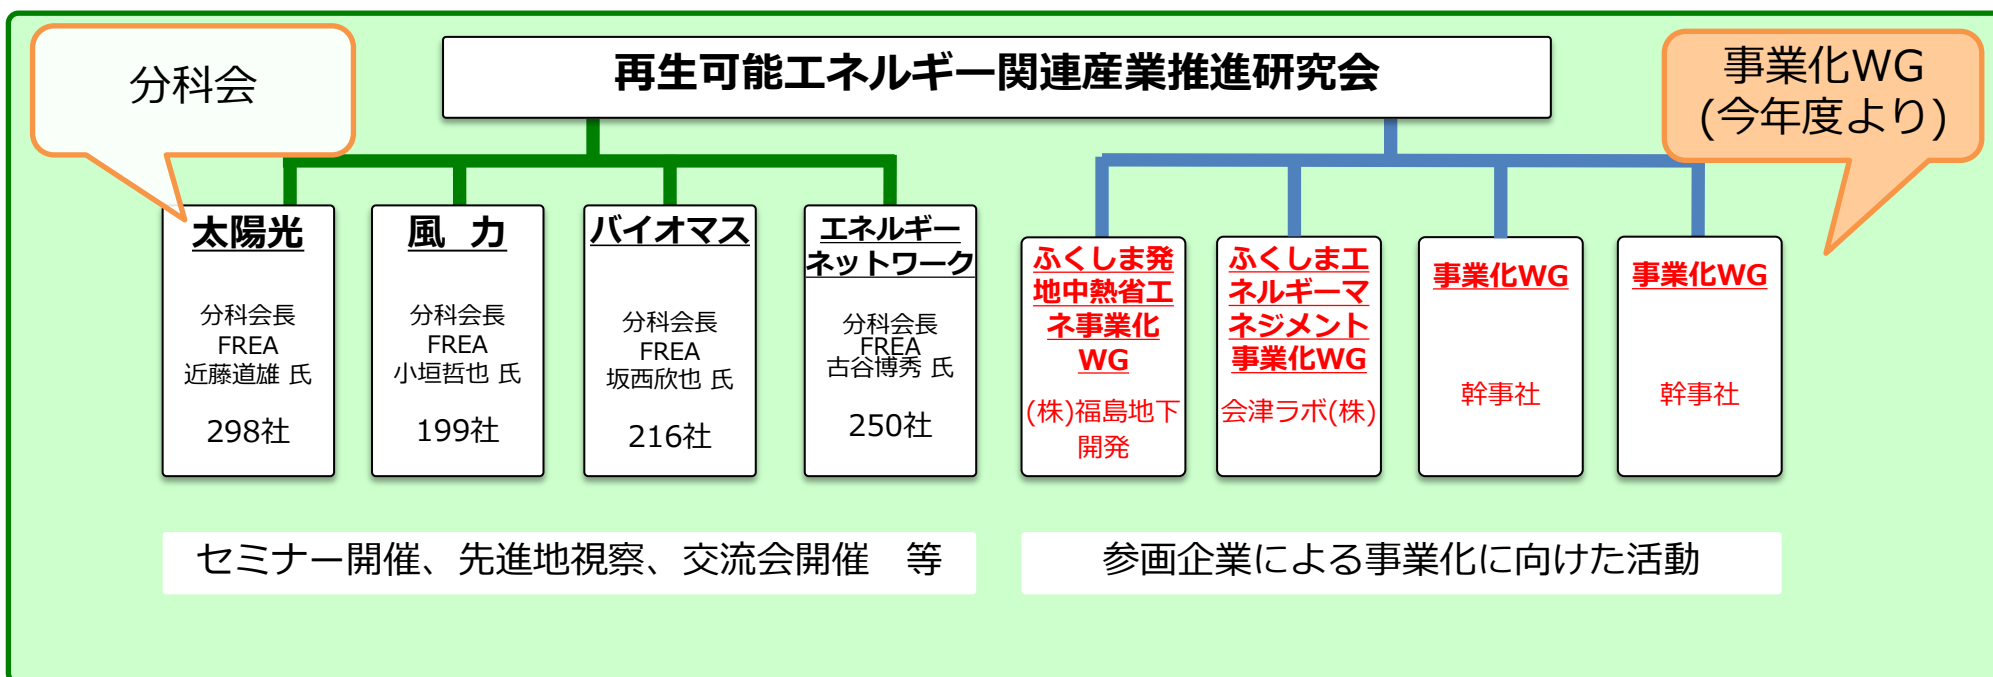 分科会
再生可能エネルギー関連産業推進研究会
事業化WG
(今年度より)
太陽光
分科会長
FREA
近藤道雄 氏
298社
風 力
分科会長
FREA
小垣哲也 氏
199社
バイオマス
分科会長
FREA
坂西欣也 氏
216社
エネルギー
ネットワーク
分科会長
FREA
古谷博秀 氏
250社
ふくしま発
地中熱省エ
ネ事業化
WG
(株)福島地下
開発
ふくしまエ
ネルギーマ
ネジメント
事業化WG
会津ラボ(株)
事業化WG
幹事社
事業化WG
幹事社
セミナー開催、先進地視察、交流会開催　等
参画企業による事業化に向けた活動